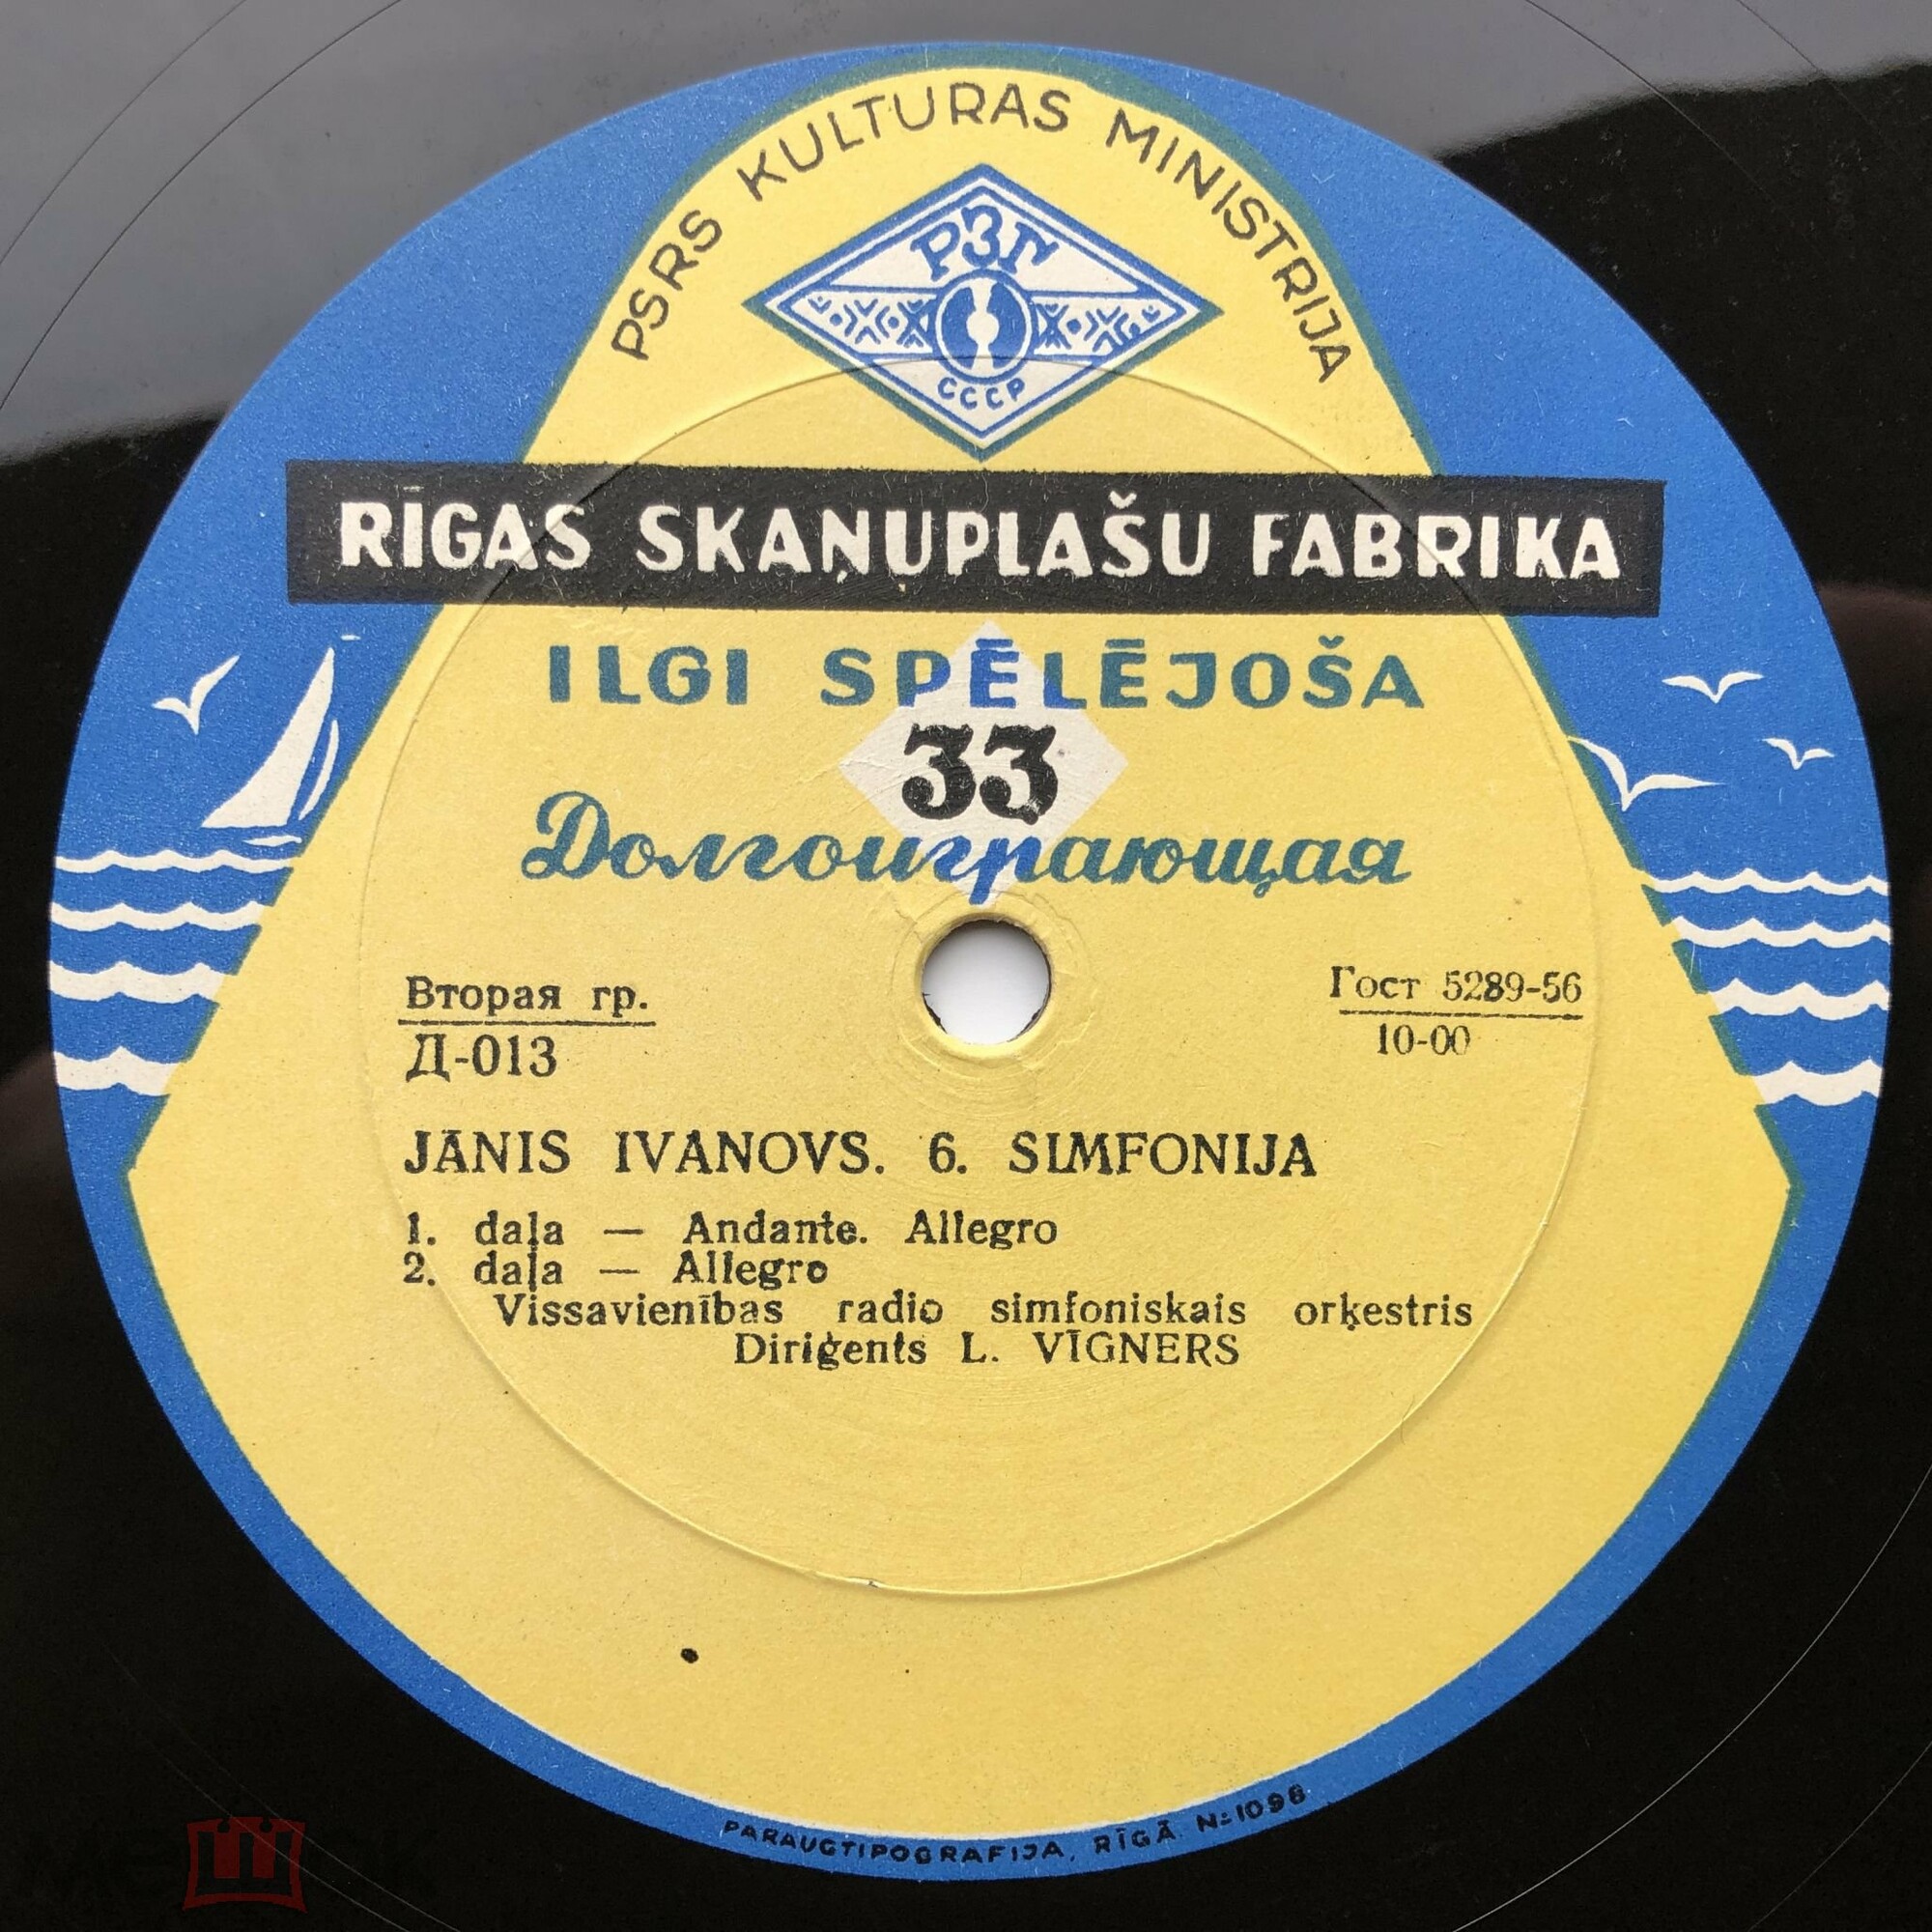 PSRS KULTURAS MINISTRIJA
РЗГ
СССР
RĪGAS SKAŅUPLAŠU FABRIKA
ILGI SPĒLĒJOŠA
33
Долгоиграющая
Вторая гр.
Д-013
Гост 5289-56
10-00
JĀNIS IVANOVS. 6. SIMFONIJA
1. daļa — Andante. Allegro
2. daļa — Allegro
Vissavienības radio simfoniskais orķestris
Diriģents L. VĪGNERS
PARAUGTIPOGRAFIJA, RĪGĀ. N=1098